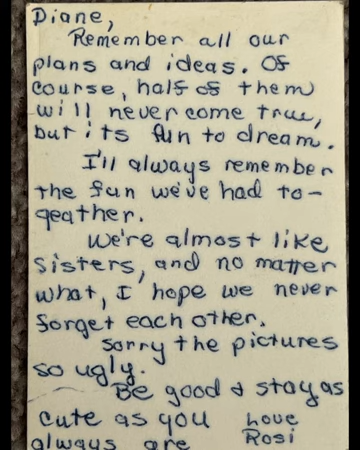 Diane,
Remember all our
plans and ideas. Of
course, half of them
will never come true,
but its fun to dream.
I'll always remember
the fun we've had to-
geather.
We're almost like
sisters, and no matter
what, I hope we never
forget each other.
Sorry the pictures
so ugly.
Be good & stay as
cute as you Love
always are Rosi